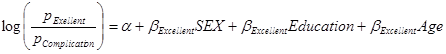 log(p_Exellent / p_Complication) = α + β_Excellent SEX + β_Excellent Education + β_Excellent Age